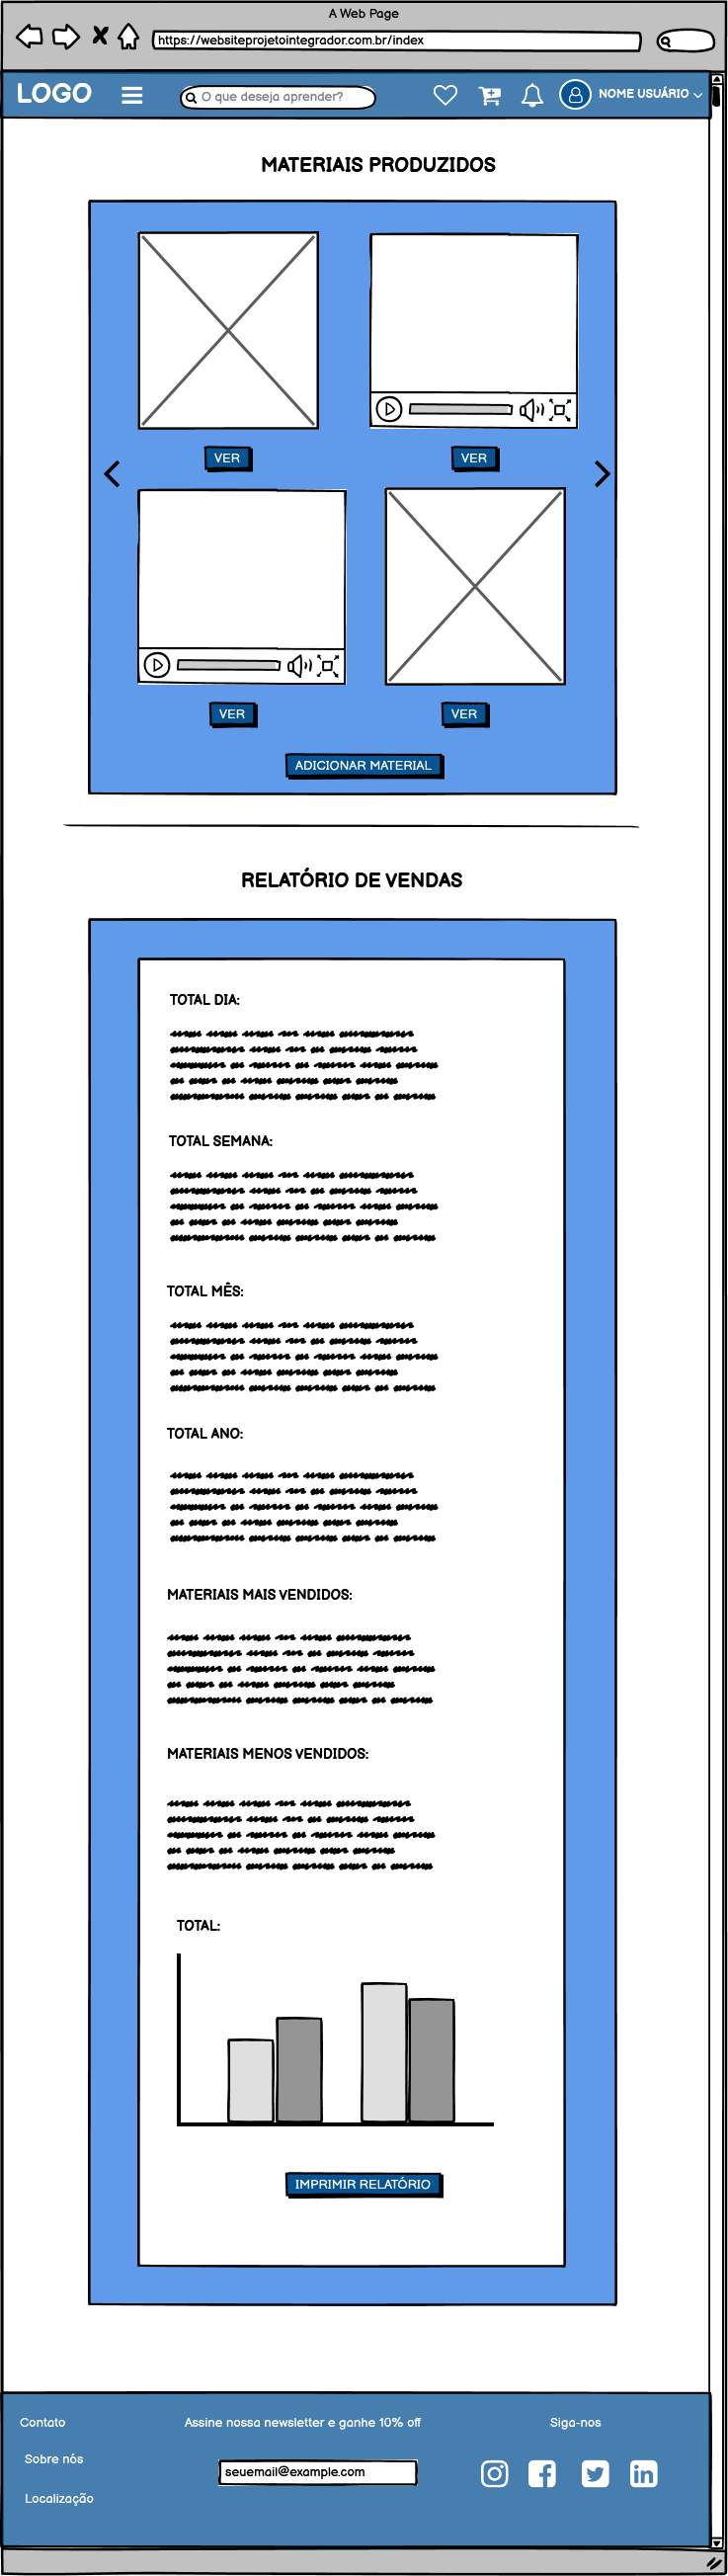 A Web Page
https://websiteprojetointegrador.com.br/index
LOGO
O que deseja aprender?
NOME USUÁRIO
MATERIAIS PRODUZIDOS
VER
VER
VER
VER
ADICIONAR MATERIAL
RELATÓRIO DE VENDAS
TOTAL DIA:
TOTAL SEMANA:
TOTAL MÊS:
TOTAL ANO:
MATERIAIS MAIS VENDIDOS:
MATERIAIS MENOS VENDIDOS:
TOTAL:
IMPRIMIR RELATÓRIO
Contato
Sobre nós
Localização
Assine nossa newsletter e ganhe 10% off
seuemail@example.com
Siga-nos